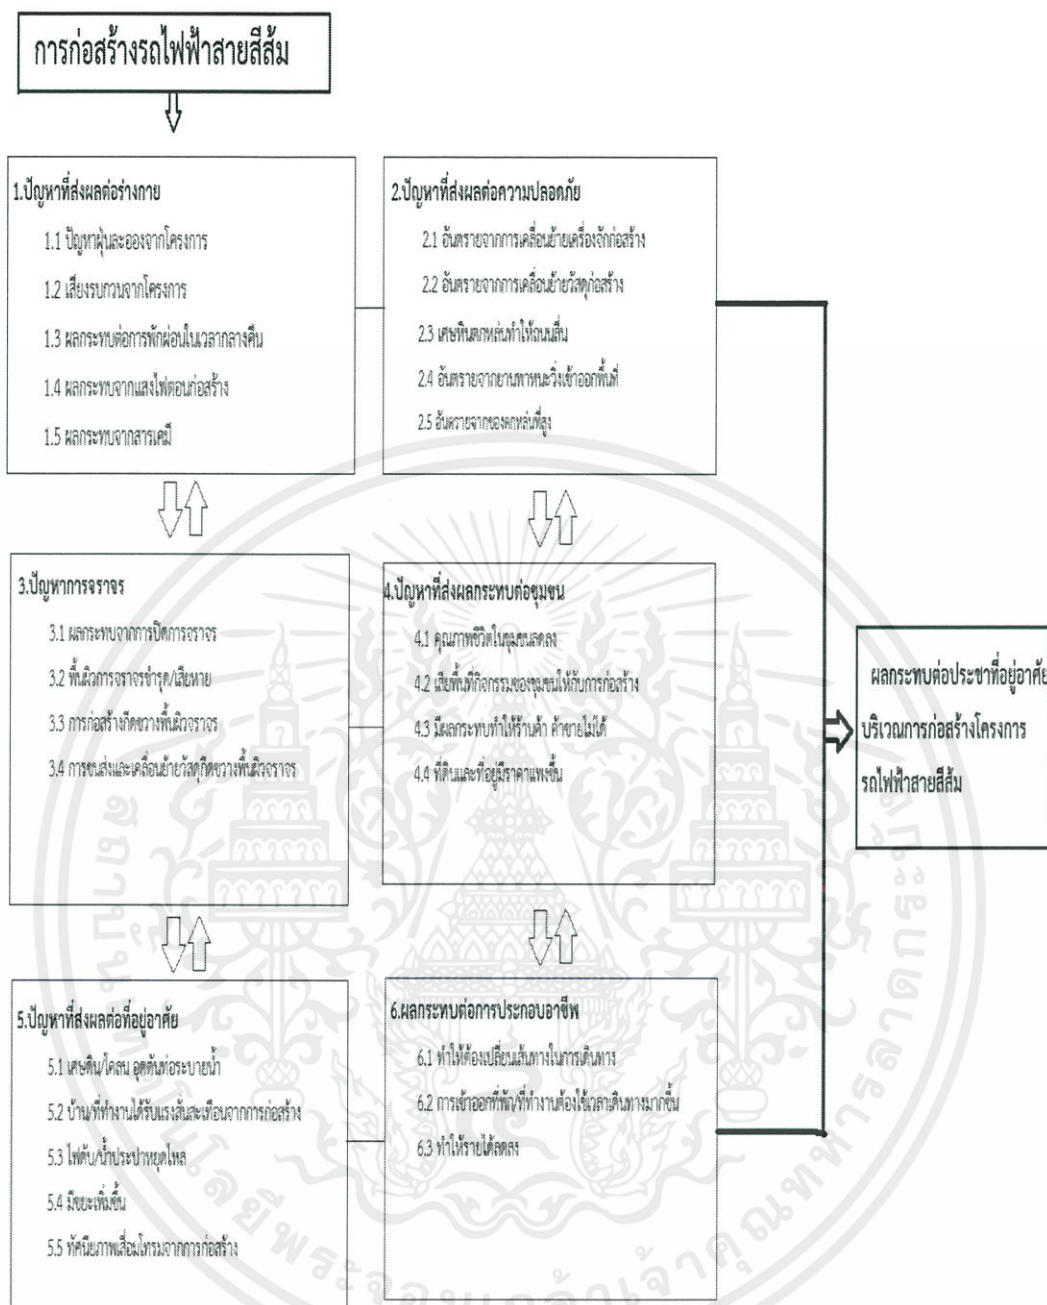 การก่อสร้างรถไฟฟ้าสายสีส้ม
1.ปัญหาที่ส่งผลต่อร่างกาย
1.1 ปัญหาฝุ่นละอองจากโครงการ
1.2 เสียงรบกวนจากโครงการ
1.3 ผลกระทบต่อการพักผ่อนในเวลากลางคืน
1.4 ผลกระทบจากแสงไฟตอนก่อสร้าง
1.5 ผลกระทบจากสารเคมี
2.ปัญหาที่ส่งผลต่อความปลอดภัย
2.1 อันตรายจากการเคลื่อนย้ายเครื่องจักก่อสร้าง
2.2 อันตรายจากการเคลื่อนย้ายวัสดุก่อสร้าง
2.3 เศษหินตกหล่นทำให้ถนนลื่น
2.4 อันตรายจากยานพาหนะวิ่งเข้าออกพื้นที่
2.5 อันตรายจากของตกหล่นที่สูง
3.ปัญหาการจราจร
3.1 ผลกระทบจากการปิดการจราจร
3.2 พื้นผิวการจราจรชำรุด/เสียหาย
3.3 การก่อสร้างกีดขวางพื้นผิวจราจร
3.4 การขนส่งและเคลื่อนย้ายวัสดุกีดขวางพื้นผิวจราจร
4.ปัญหาที่ส่งผลกระทบต่อชุมชน
4.1 คุณภาพชีวิตในชุมชนลดลง
4.2 เสียพื้นที่กิจกรรมของชุมชนให้กับการก่อสร้าง
4.3 มีผลกระทบทำให้ร้านค้า ค้าขายไม่ได้
4.4 ที่ดินและที่อยู่มีราคาแพงขึ้น
5.ปัญหาที่ส่งผลต่อที่อยู่อาศัย
5.1 เศษดิน/โคลน อุดตันท่อระบายน้ำ
5.2 บ้าน/ที่ทำงานได้รับแรงสั่นสะเทือนจากการก่อสร้าง
5.3 ไฟดับ/น้ำประปาหยุดไหล
5.4 มีขยะเพิ่มขึ้น
5.5 ทัศนียภาพเสื่อมโทรมจากการก่อสร้าง
6.ผลกระทบต่อการประกอบอาชีพ
6.1 ทำให้ต้องเปลี่ยนเส้นทางในการเดินทาง
6.2 การเข้าออกที่พัก/ที่ทำงานต้องใช้เวลาเดินทางมากขึ้น
6.3 ทำให้รายได้ลดลง
ผลกระทบต่อประชาที่อยู่อาศัย
บริเวณการก่อสร้างโครงการ
รถไฟฟ้าสายสีส้ม